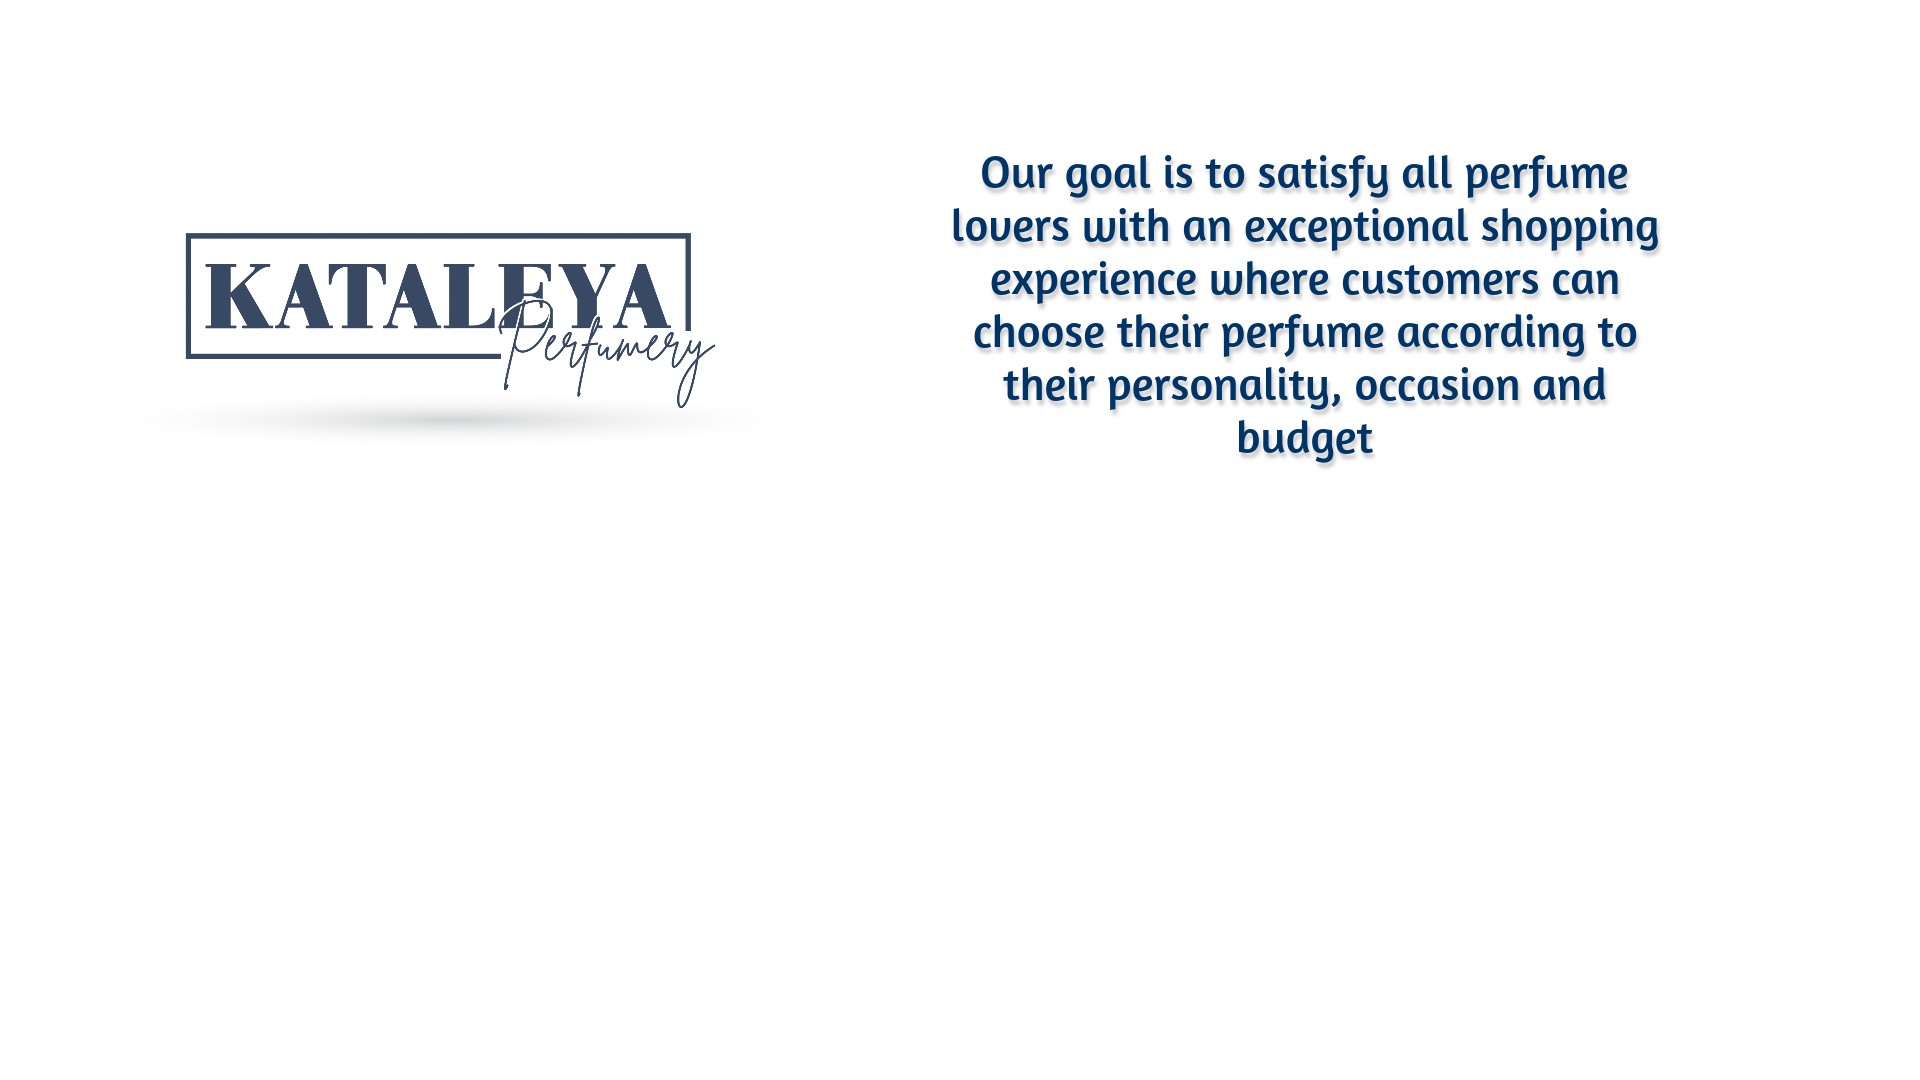 KATALEYA
Perfumery
Our goal is to satisfy all perfume
lovers with an exceptional shopping
experience where customers can
choose their perfume according to
their personality, occasion and
budget